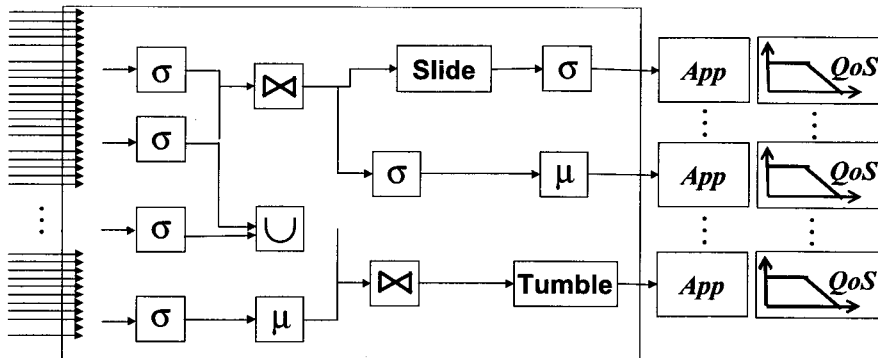 σ ⋈ Slide σ App QoS
σ σ μ App QoS
σ ∪
⋈ Tumble App QoS
σ μ